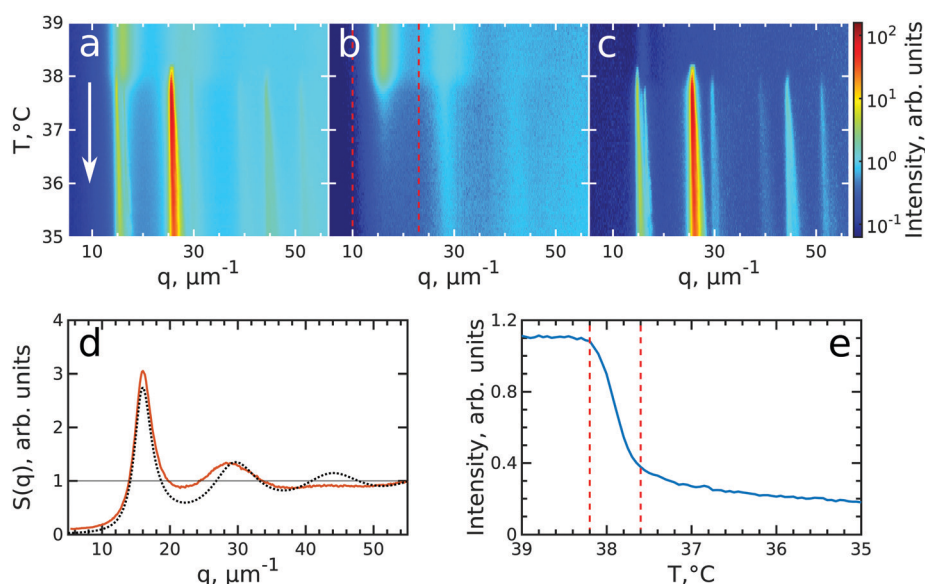 39
38
37
36
35
T,°C
a
b
c
10 30 50
10 30 50
10 30 50
q, μm-1
q, μm-1
q, μm-1
10²
10¹
10⁰
10⁻¹
Intensity, arb. units
4
3
2
1
0
S(q), arb. units
d
10 20 30 40 50
q, μm-1
1.2
0.8
0.4
0
Intensity, arb. units
e
39 38 37 36 35
T,°C